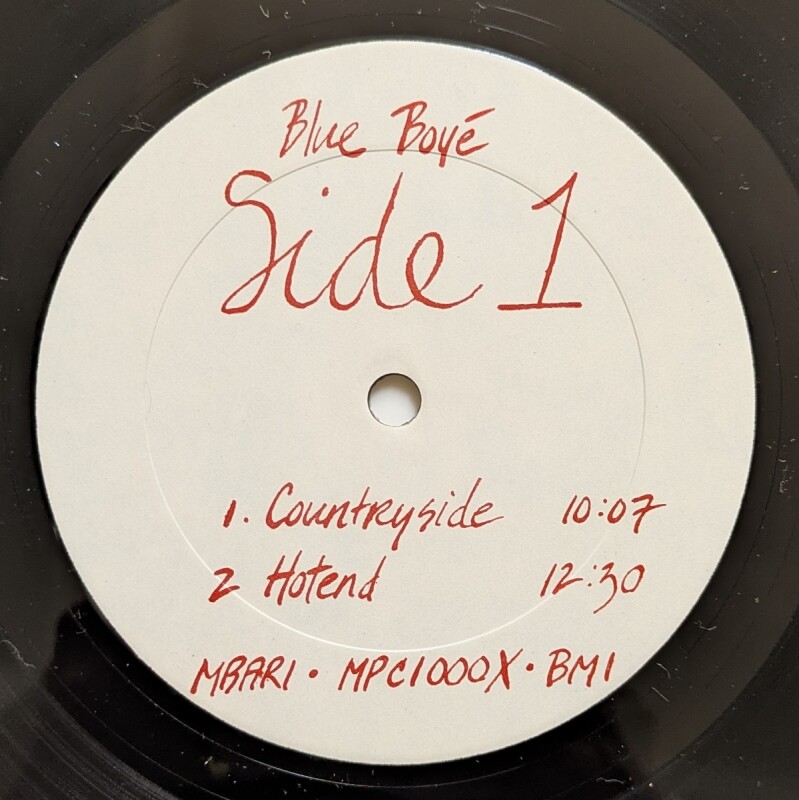 Blue Boyé
Side 1
1. Countryside 10:07
2 Hotend 12:30
MBARI • MPC1000X • BMI